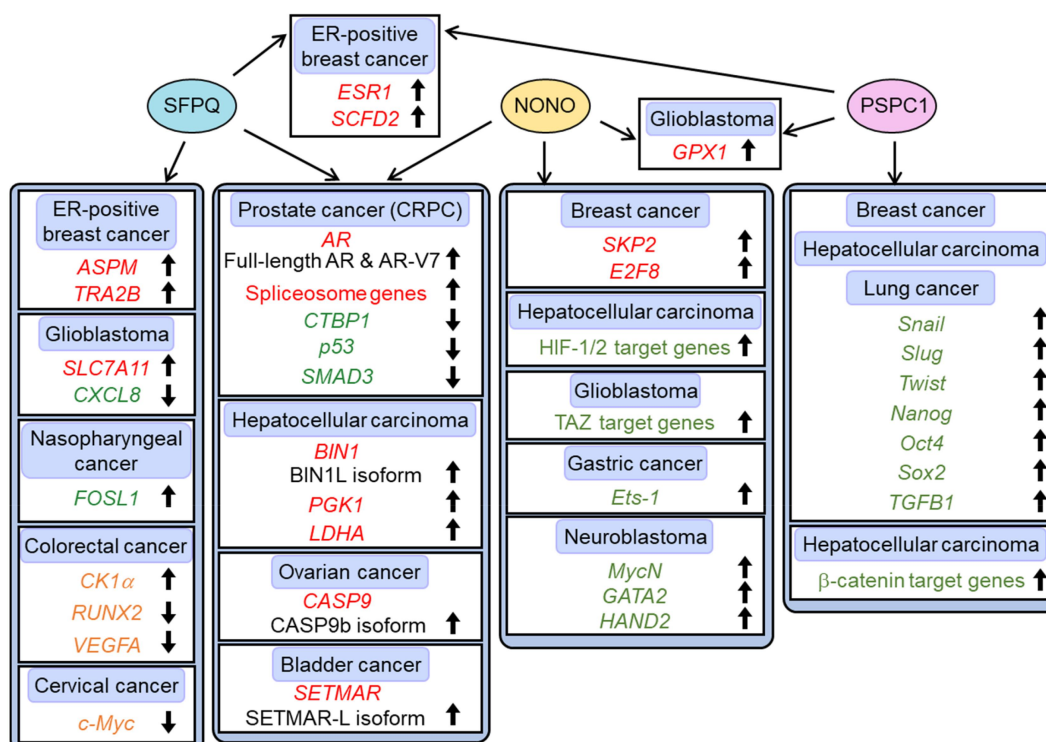 ER-positive
breast cancer
ESR1
SCFD2
SFPQ
NONO
PSPC1
Glioblastoma
GPX1
ER-positive
breast cancer
ASPM
TRA2B
Glioblastoma
SLC7A11
CXCL8
Nasopharyngeal
cancer
FOSL1
Colorectal cancer
CK1α
RUNX2
VEGFA
Cervical cancer
c-Myc
Prostate cancer (CRPC)
AR
Full-length AR & AR-V7
Spliceosome genes
CTBP1
p53
SMAD3
Hepatocellular carcinoma
BIN1
BIN1L isoform
PGK1
LDHA
Ovarian cancer
CASP9
CASP9b isoform
Bladder cancer
SETMAR
SETMAR-L isoform
Breast cancer
SKP2
E2F8
Hepatocellular carcinoma
HIF-1/2 target genes
Glioblastoma
TAZ target genes
Gastric cancer
Ets-1
Neuroblastoma
MycN
GATA2
HAND2
Breast cancer
Hepatocellular carcinoma
Lung cancer
Snail
Slug
Twist
Nanog
Oct4
Sox2
TGFB1
Hepatocellular carcinoma
β-catenin target genes